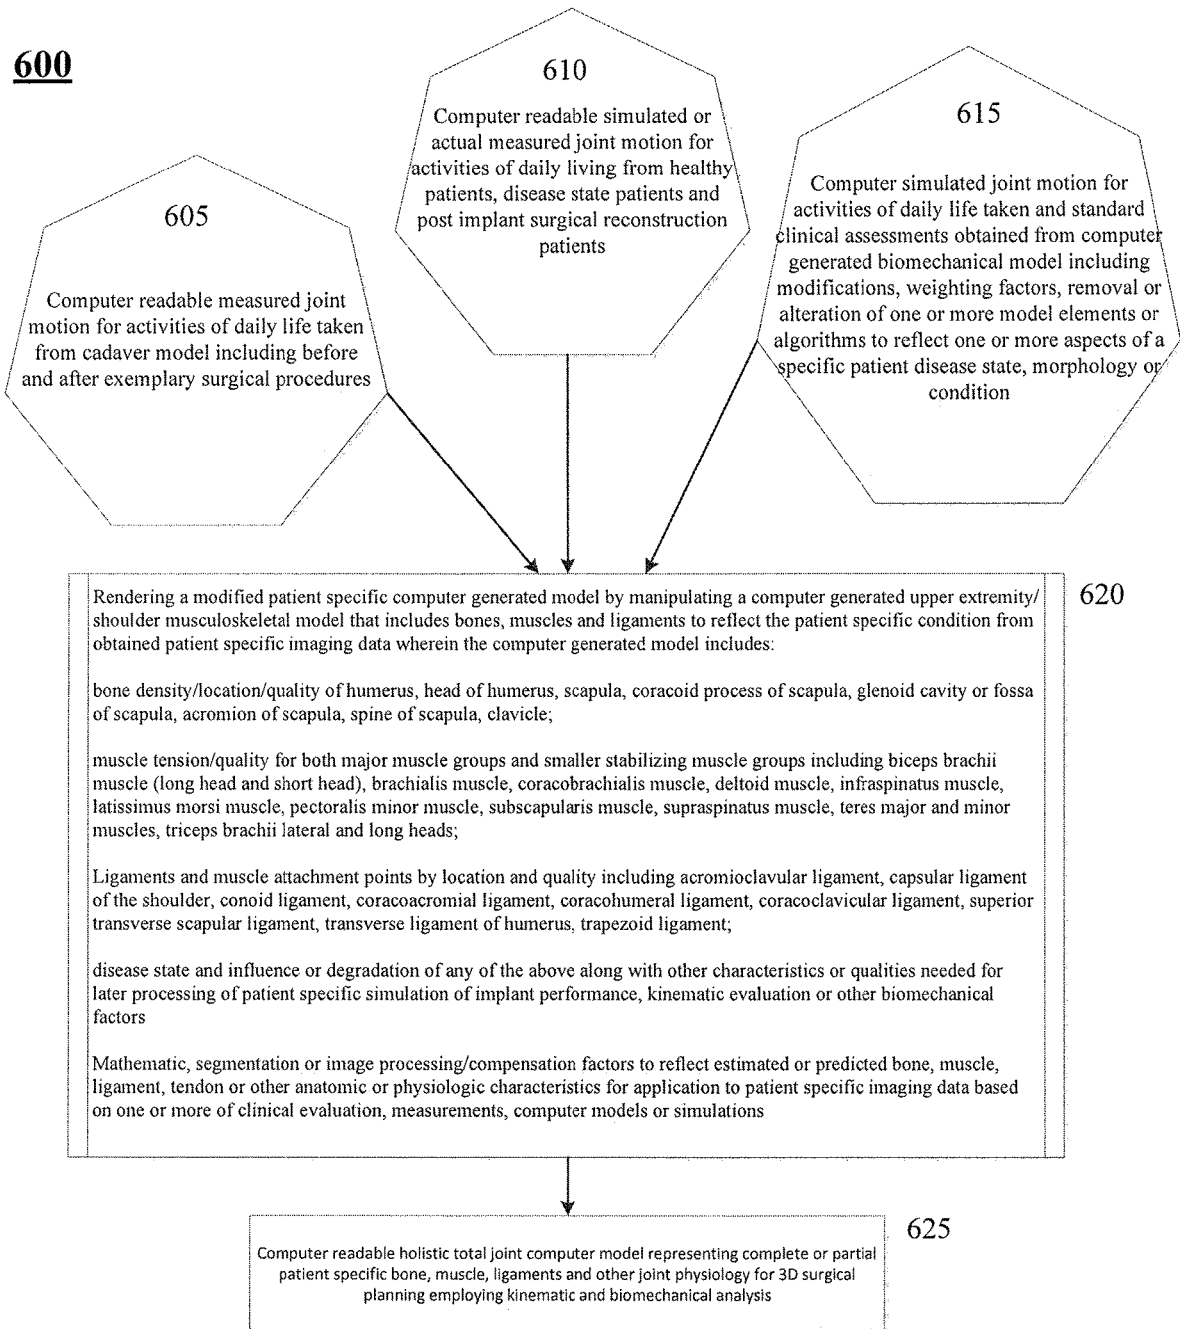 600
605
Computer readable measured joint
motion for activities of daily life taken
from cadaver model including before
and after exemplary surgical procedures
610
Computer readable simulated or
actual measured joint motion for
activities of daily living from healthy
patients, disease state patients and
post implant surgical reconstruction
patients
615
Computer simulated joint motion for
activities of daily life taken and standard
clinical assessments obtained from computer
generated biomechanical model including
modifications, weighting factors, removal or
alteration of one or more model elements or
algorithms to reflect one or more aspects of a
specific patient disease state, morphology or
condition
620
Rendering a modified patient specific computer generated model by manipulating a computer generated upper extremity/
shoulder musculoskeletal model that includes bones, muscles and ligaments to reflect the patient specific condition from
obtained patient specific imaging data wherein the computer generated model includes:
bone density/location/quality of humerus, head of humerus, scapula, coracoid process of scapula, glenoid cavity or fossa
of scapula, acromion of scapula, spine of scapula, clavicle;
muscle tension/quality for both major muscle groups and smaller stabilizing muscle groups including biceps brachii
muscle (long head and short head), brachialis muscle, coracobrachialis muscle, deltoid muscle, infraspinatus muscle,
latissimus morsi muscle, pectoralis minor muscle, subscapularis muscle, supraspinatus muscle, teres major and minor
muscles, triceps brachii lateral and long heads;
Ligaments and muscle attachment points by location and quality including acromioclavular ligament, capsular ligament
of the shoulder, conoid ligament, coracoacromial ligament, coracohumeral ligament, coracoclavicular ligament, superior
transverse scapular ligament, transverse ligament of humerus, trapezoid ligament;
disease state and influence or degradation of any of the above along with other characteristics or qualities needed for
later processing of patient specific simulation of implant performance, kinematic evaluation or other biomechanical
factors
Mathematic, segmentation or image processing/compensation factors to reflect estimated or predicted bone, muscle,
ligament, tendon or other anatomic or physiologic characteristics for application to patient specific imaging data based
on one or more of clinical evaluation, measurements, computer models or simulations
625
Computer readable holistic total joint computer model representing complete or partial
patient specific bone, muscle, ligaments and other joint physiology for 3D surgical
planning employing kinematic and biomechanical analysis